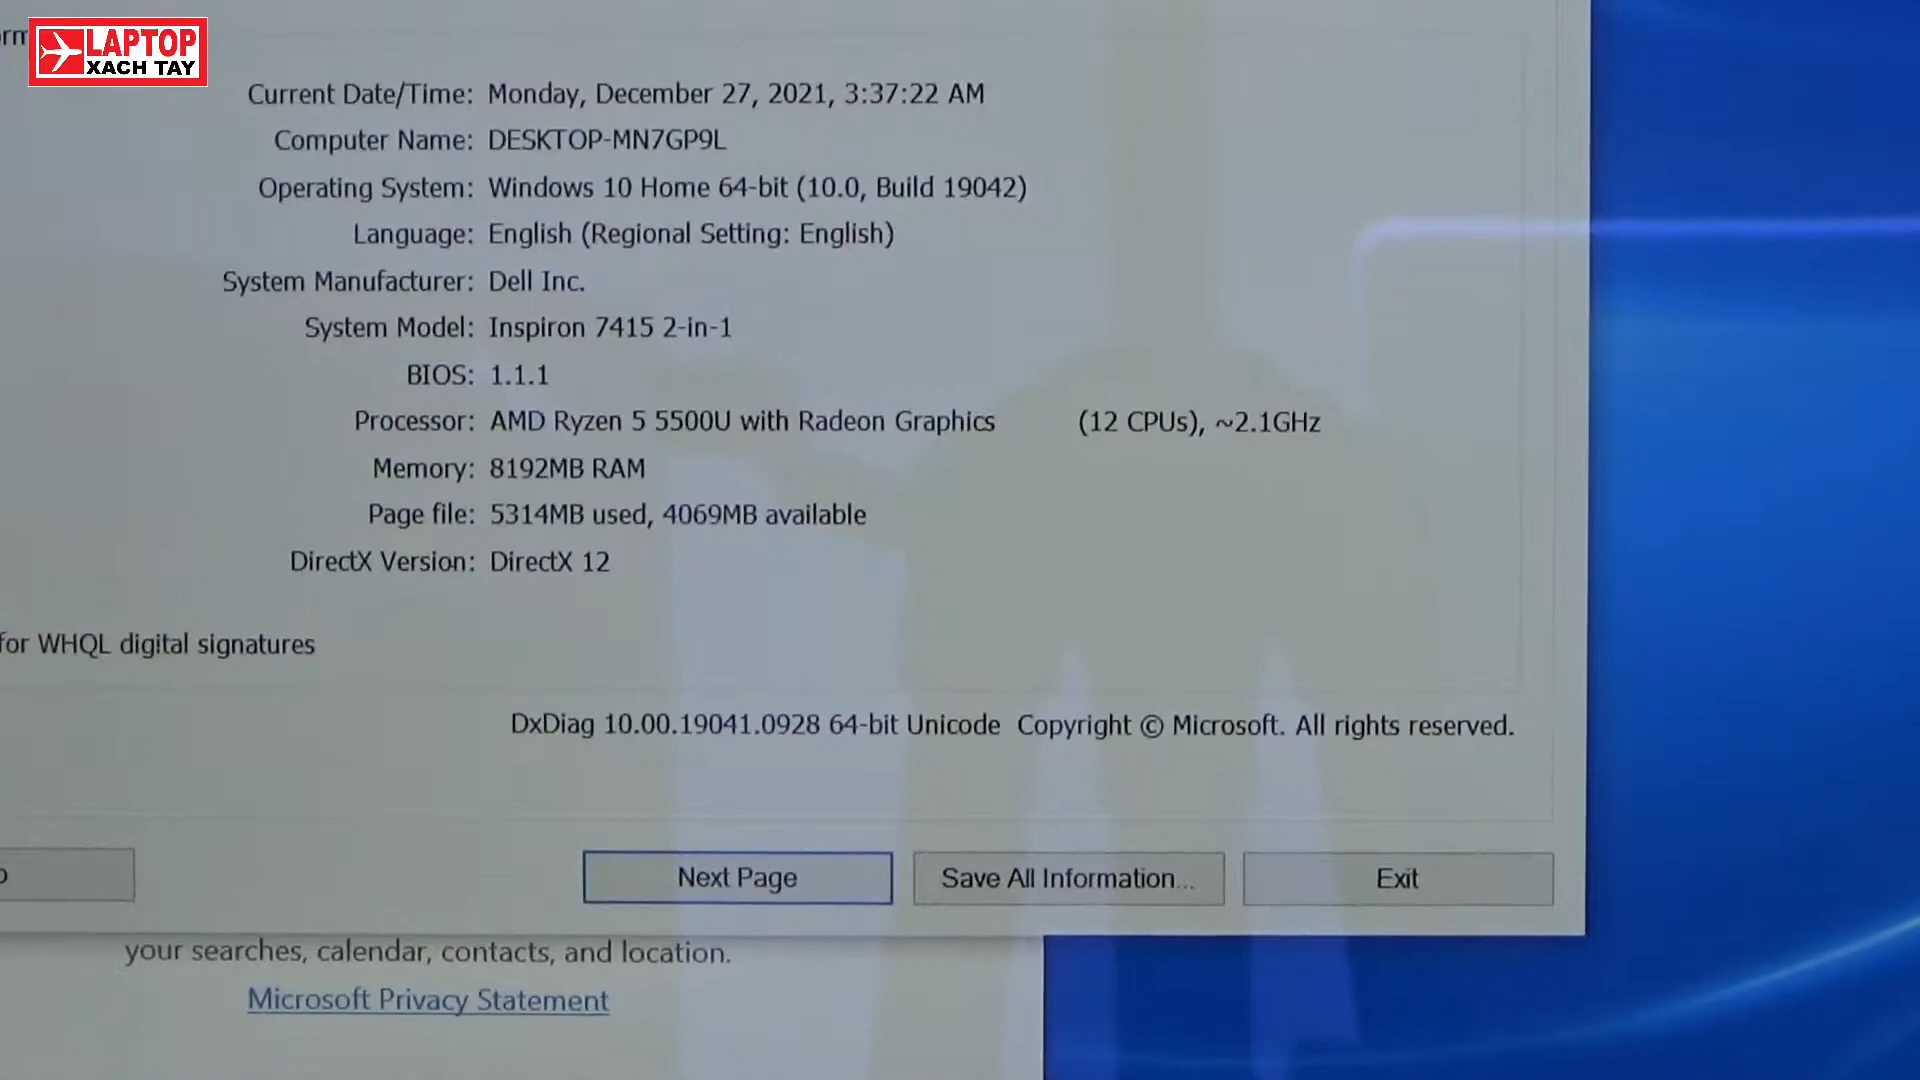 LAPTOP
XACH TAY
Current Date/Time: Monday, December 27, 2021, 3:37:22 AM
Computer Name: DESKTOP-MN7GP9L
Operating System: Windows 10 Home 64-bit (10.0, Build 19042)
Language: English (Regional Setting: English)
System Manufacturer: Dell Inc.
System Model: Inspiron 7415 2-in-1
BIOS: 1.1.1
Processor: AMD Ryzen 5 5500U with Radeon Graphics (12 CPUs), ~2.1GHz
Memory: 8192MB RAM
Page file: 5314MB used, 4069MB available
DirectX Version: DirectX 12
for WHQL digital signatures
DxDiag 10.00.19041.0928 64-bit Unicode Copyright © Microsoft. All rights reserved.
Next Page
Save All Information...
Exit
your searches, calendar, contacts, and location.
Microsoft Privacy Statement